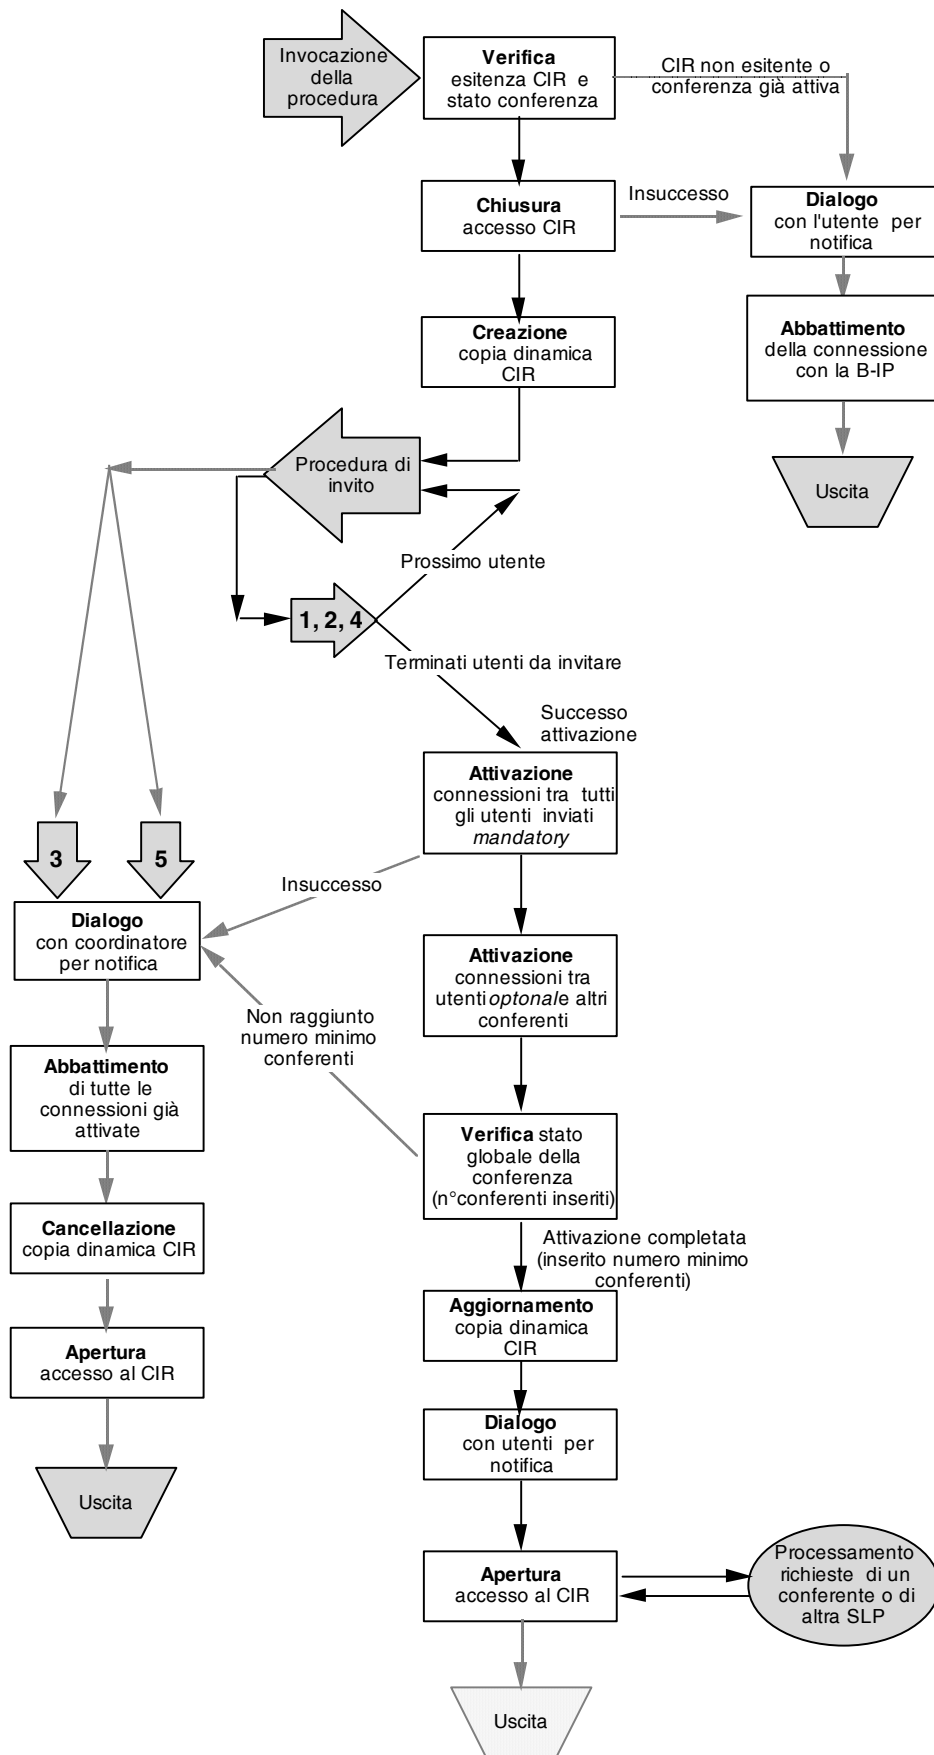 Invocazione
della
procedura
Verifica
esitenza CIR e
stato conferenza
CIR non esitente o
conferenza già attiva
Chiusura
accesso CIR
Insuccesso
Dialogo
con l'utente per
notifica
Creazione
copia dinamica
CIR
Abbattimento
della connessione
con la B-IP
Procedura di
invito
Uscita
Prossimo utente
1, 2, 4
Terminati utenti da invitare
Successo
attivazione
Attivazione
connessioni tra tutti
gli utenti inviati
mandatory
3
5
Insuccesso
Dialogo
con coordinatore
per notifica
Attivazione
connessioni tra
utenti optonal e altri
conferenti
Non raggiunto
numero minimo
conferenti
Abbattimento
di tutte le
connessioni già
attivate
Verifica stato
globale della
conferenza
(n°conferenti inseriti)
Cancellazione
copia dinamica CIR
Attivazione completata
(inserito numero minimo
conferenti)
Aggiornamento
copia dinamica
CIR
Apertura
accesso al CIR
Dialogo
con utenti per
notifica
Uscita
Apertura
accesso al CIR
Processamento
richieste di un
conferente o di
altra SLP
Uscita